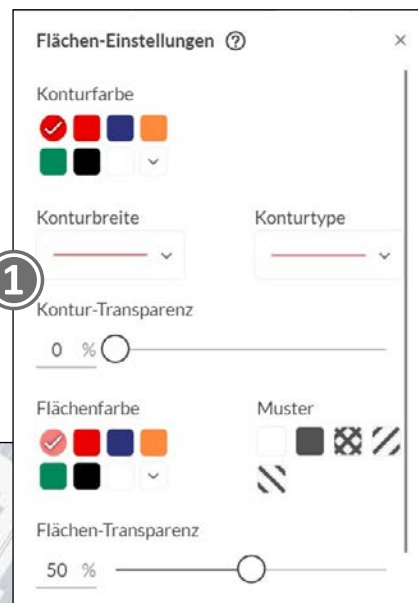 Flächen-Einstellungen ?
Konturfarbe
Konturbreite Konturtype
1
Kontur-Transparenz
0 %
Flächenfarbe Muster
Flächen-Transparenz
50 %